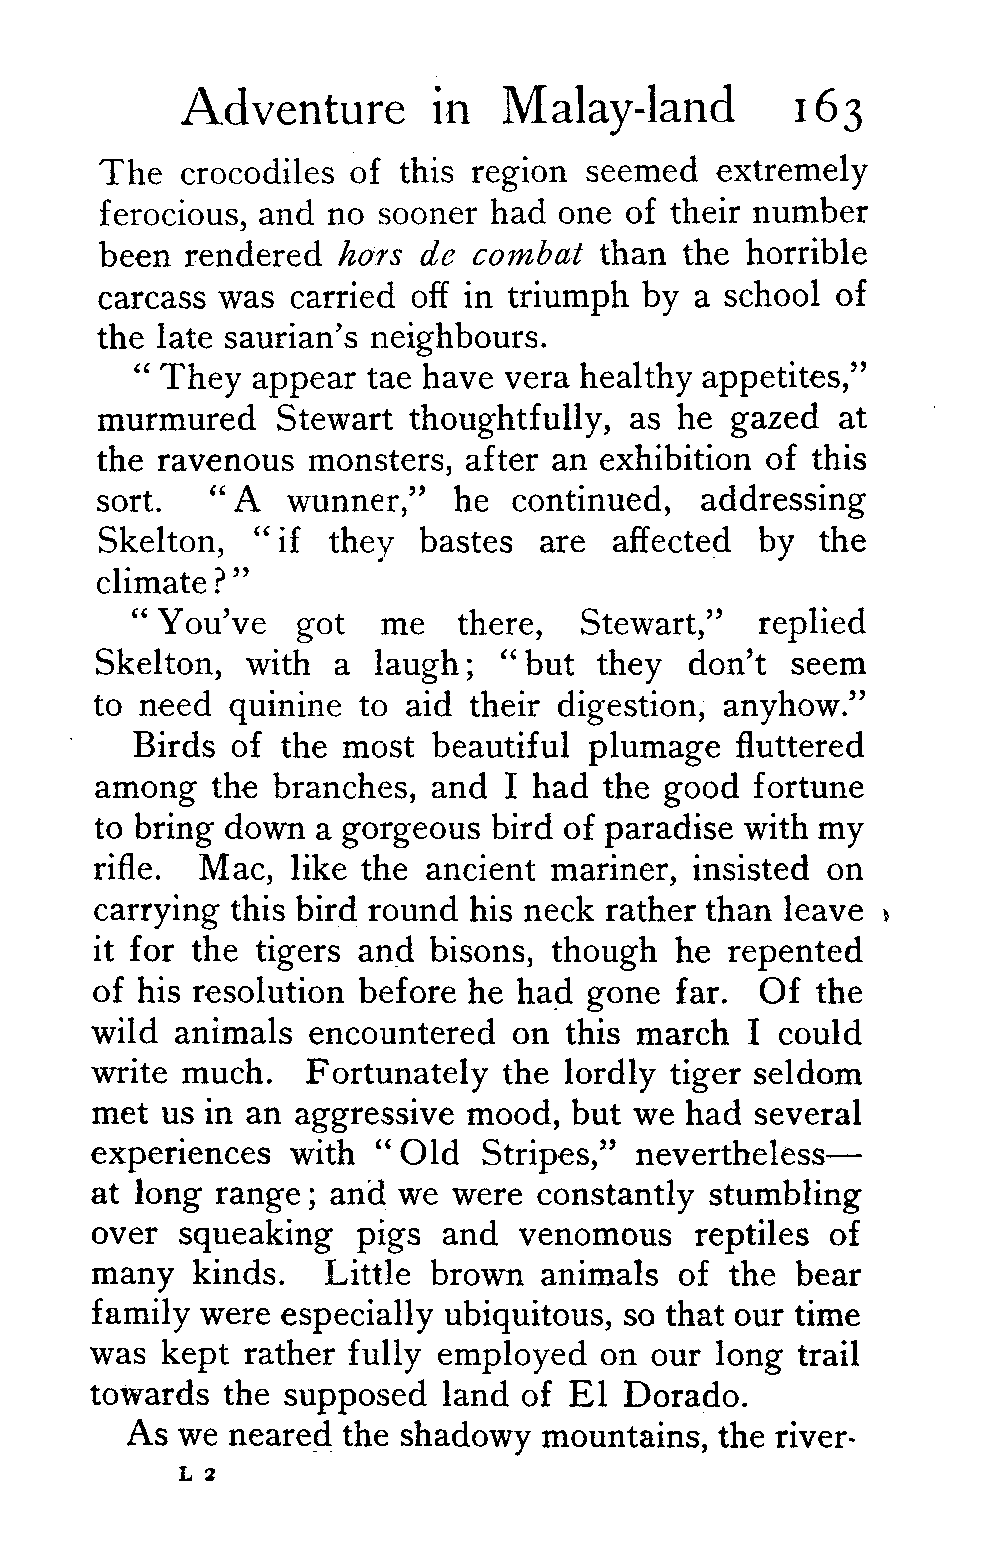 Adventure in Malay-land 163
The crocodiles of this region seemed extremely
ferocious, and no sooner had one of their number
been rendered hors de combat than the horrible
carcass was carried off in triumph by a school of
the late saurian's neighbours.
“They appear tae have vera healthy appetites,”
murmured Stewart thoughtfully, as he gazed at
the ravenous monsters, after an exhibition of this
sort. “A wunner,” he continued, addressing
Skelton, “if they bastes are affected by the
climate?”
“You've got me there, Stewart,” replied
Skelton, with a laugh; “but they don't seem
to need quinine to aid their digestion, anyhow.”
Birds of the most beautiful plumage fluttered
among the branches, and I had the good fortune
to bring down a gorgeous bird of paradise with my
rifle. Mac, like the ancient mariner, insisted on
carrying this bird round his neck rather than leave
it for the tigers and bisons, though he repented
of his resolution before he had gone far. Of the
wild animals encountered on this march I could
write much. Fortunately the lordly tiger seldom
met us in an aggressive mood, but we had several
experiences with “Old Stripes,” nevertheless—
at long range; and we were constantly stumbling
over squeaking pigs and venomous reptiles of
many kinds. Little brown animals of the bear
family were especially ubiquitous, so that our time
was kept rather fully employed on our long trail
towards the supposed land of El Dorado.
As we neared the shadowy mountains, the river-
L 2